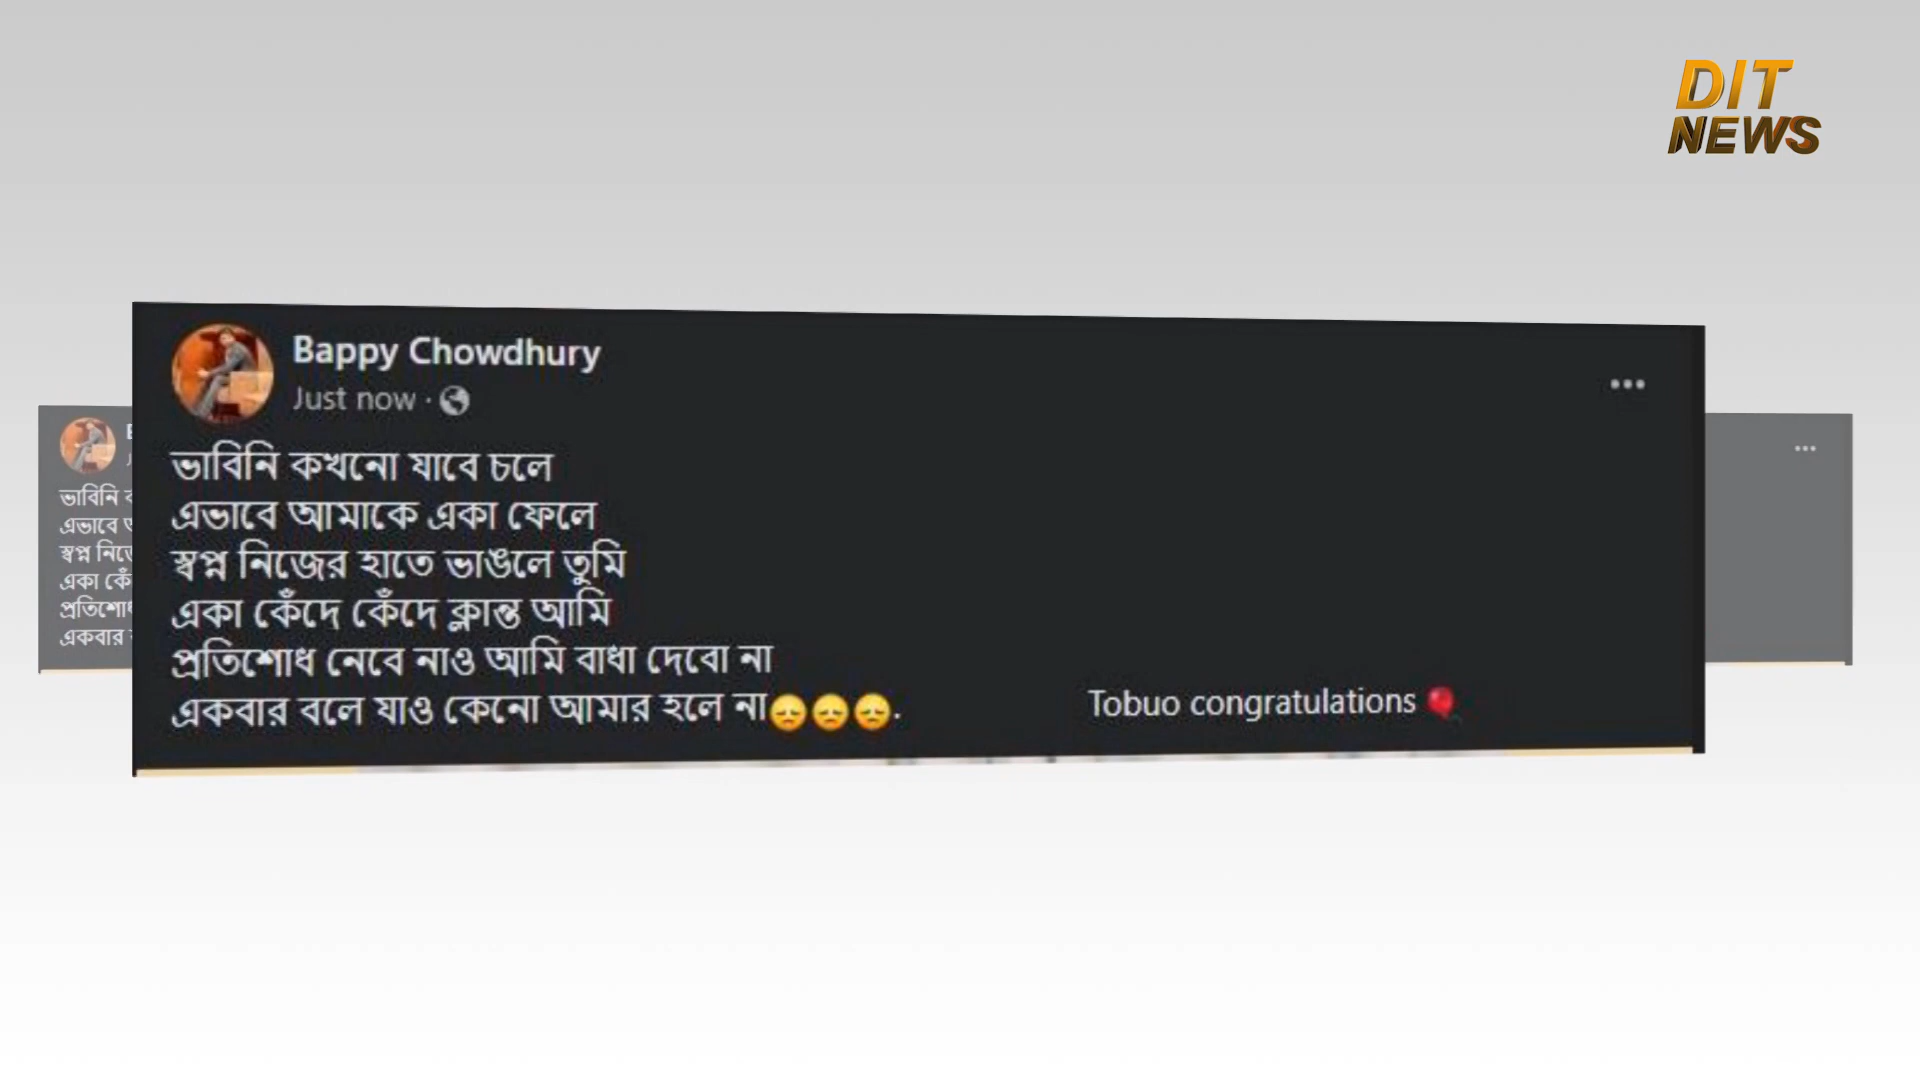 DIT
NEWS
Bappy Chowdhury
Just now ·
ভাবিনি কখনো যাবে চলে
এভাবে আমাকে একা ফেলে
স্বপ্ন নিজের হাতে ভাঙলে তুমি
একা কেঁদে কেঁদে ক্লান্ত আমি
প্রতিশোধ নেবে নাও আমি বাধা দেবো না
একবার বলে যাও কেনো আমার হলে না😞😞😞. Tobuo congratulations 🎈
ভাবিনি
এভাবে
স্বপ্ন
একা
একবার